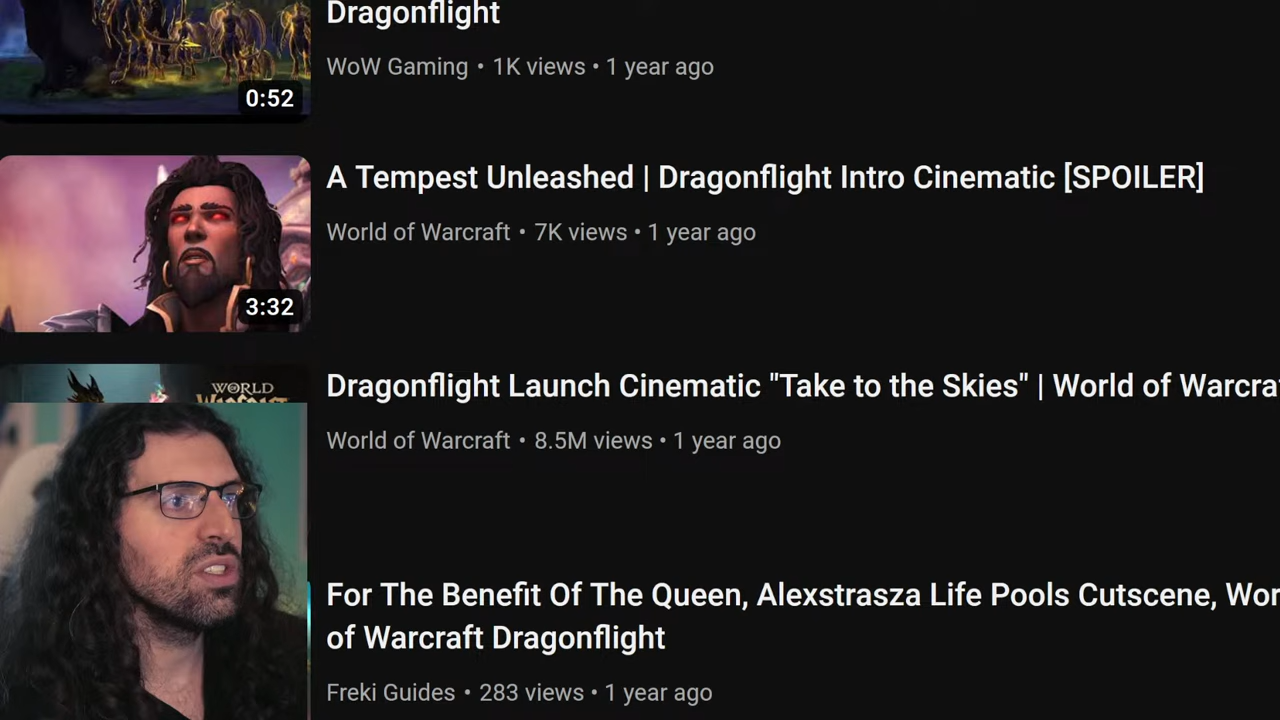 Dragonflight
WoW Gaming • 1K views • 1 year ago
0:52
A Tempest Unleashed | Dragonflight Intro Cinematic [SPOILER]
World of Warcraft • 7K views • 1 year ago
3:32
Dragonflight Launch Cinematic "Take to the Skies" | World of Warcra
WORLD
World of Warcraft • 8.5M views • 1 year ago
For The Benefit Of The Queen, Alexstrasza Life Pools Cutscene, Wor
of Warcraft Dragonflight
Freki Guides • 283 views • 1 year ago